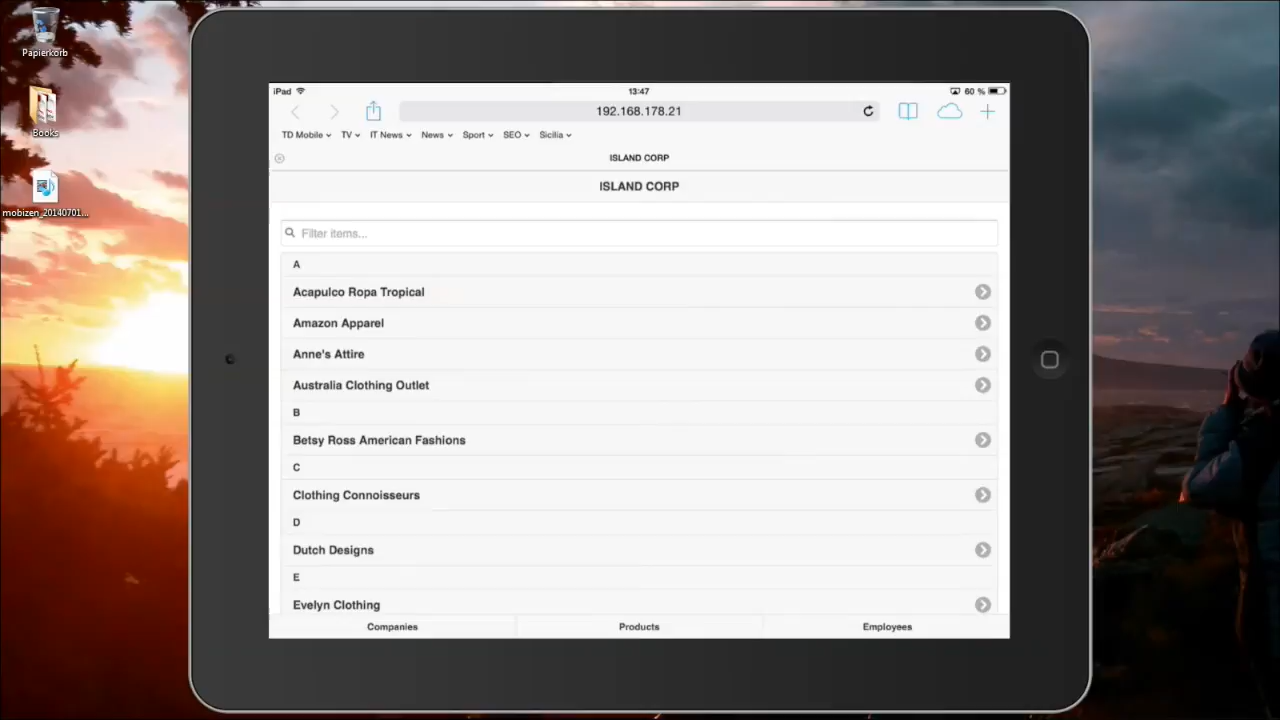 Papierkorb
Books
mobizen_20140701...
iPad 13:47 60 %
192.168.178.21
TD Mobile TV IT News News Sport SEO Sicilia
ISLAND CORP
ISLAND CORP
Filter items...
A
Acapulco Ropa Tropical
Amazon Apparel
Anne's Attire
Australia Clothing Outlet
B
Betsy Ross American Fashions
C
Clothing Connoisseurs
D
Dutch Designs
E
Evelyn Clothing
Companies Products Employees